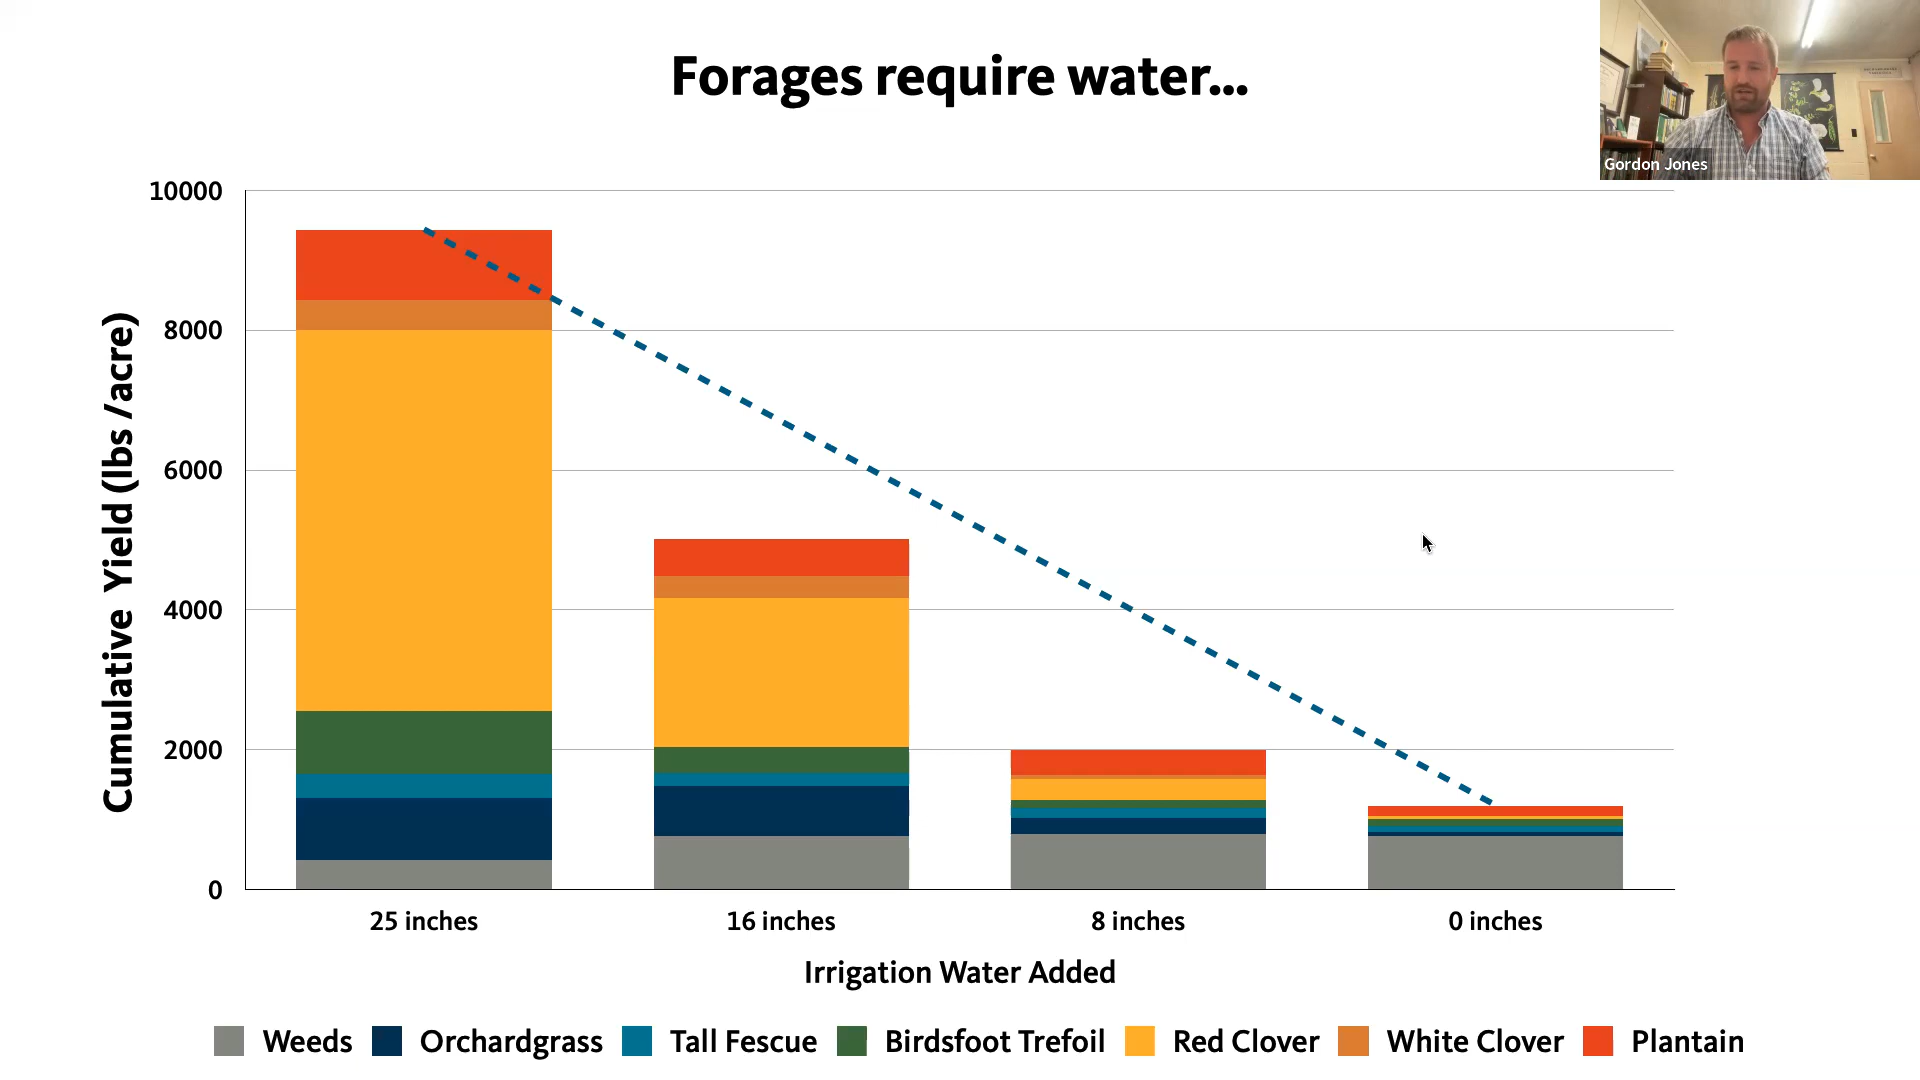 Forages require water...
Gordon Jones
Cumulative Yield (lbs /acre)
10000
8000
6000
4000
2000
0
25 inches
16 inches
8 inches
0 inches
Irrigation Water Added
Weeds
Orchardgrass
Tall Fescue
Birdsfoot Trefoil
Red Clover
White Clover
Plantain